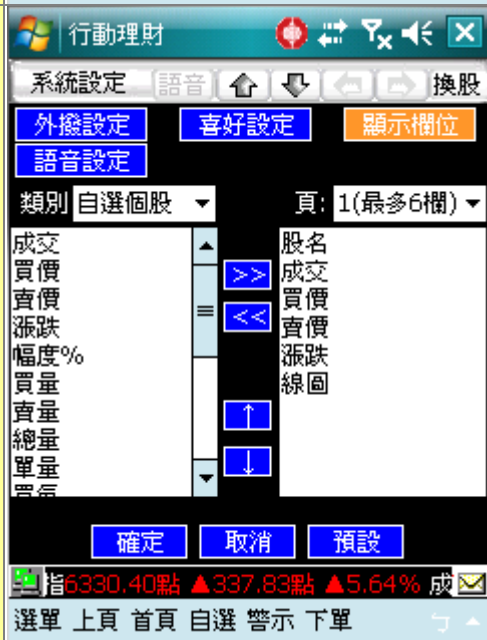 行動理財
系統設定 語音 換股
外撥設定 喜好設定 顯示欄位
語音設定
類別 自選個股 頁: 1(最多6欄)
成交
買價
賣價
漲跌
幅度%
買量
賣量
總量
單量
股名
成交
買價
賣價
漲跌
線圖
>>
<<
↑
↓
確定 取消 預設
指6330.40點 ▲337.83點 ▲5.64% 成
選單 上頁 首頁 自選 警示 下單